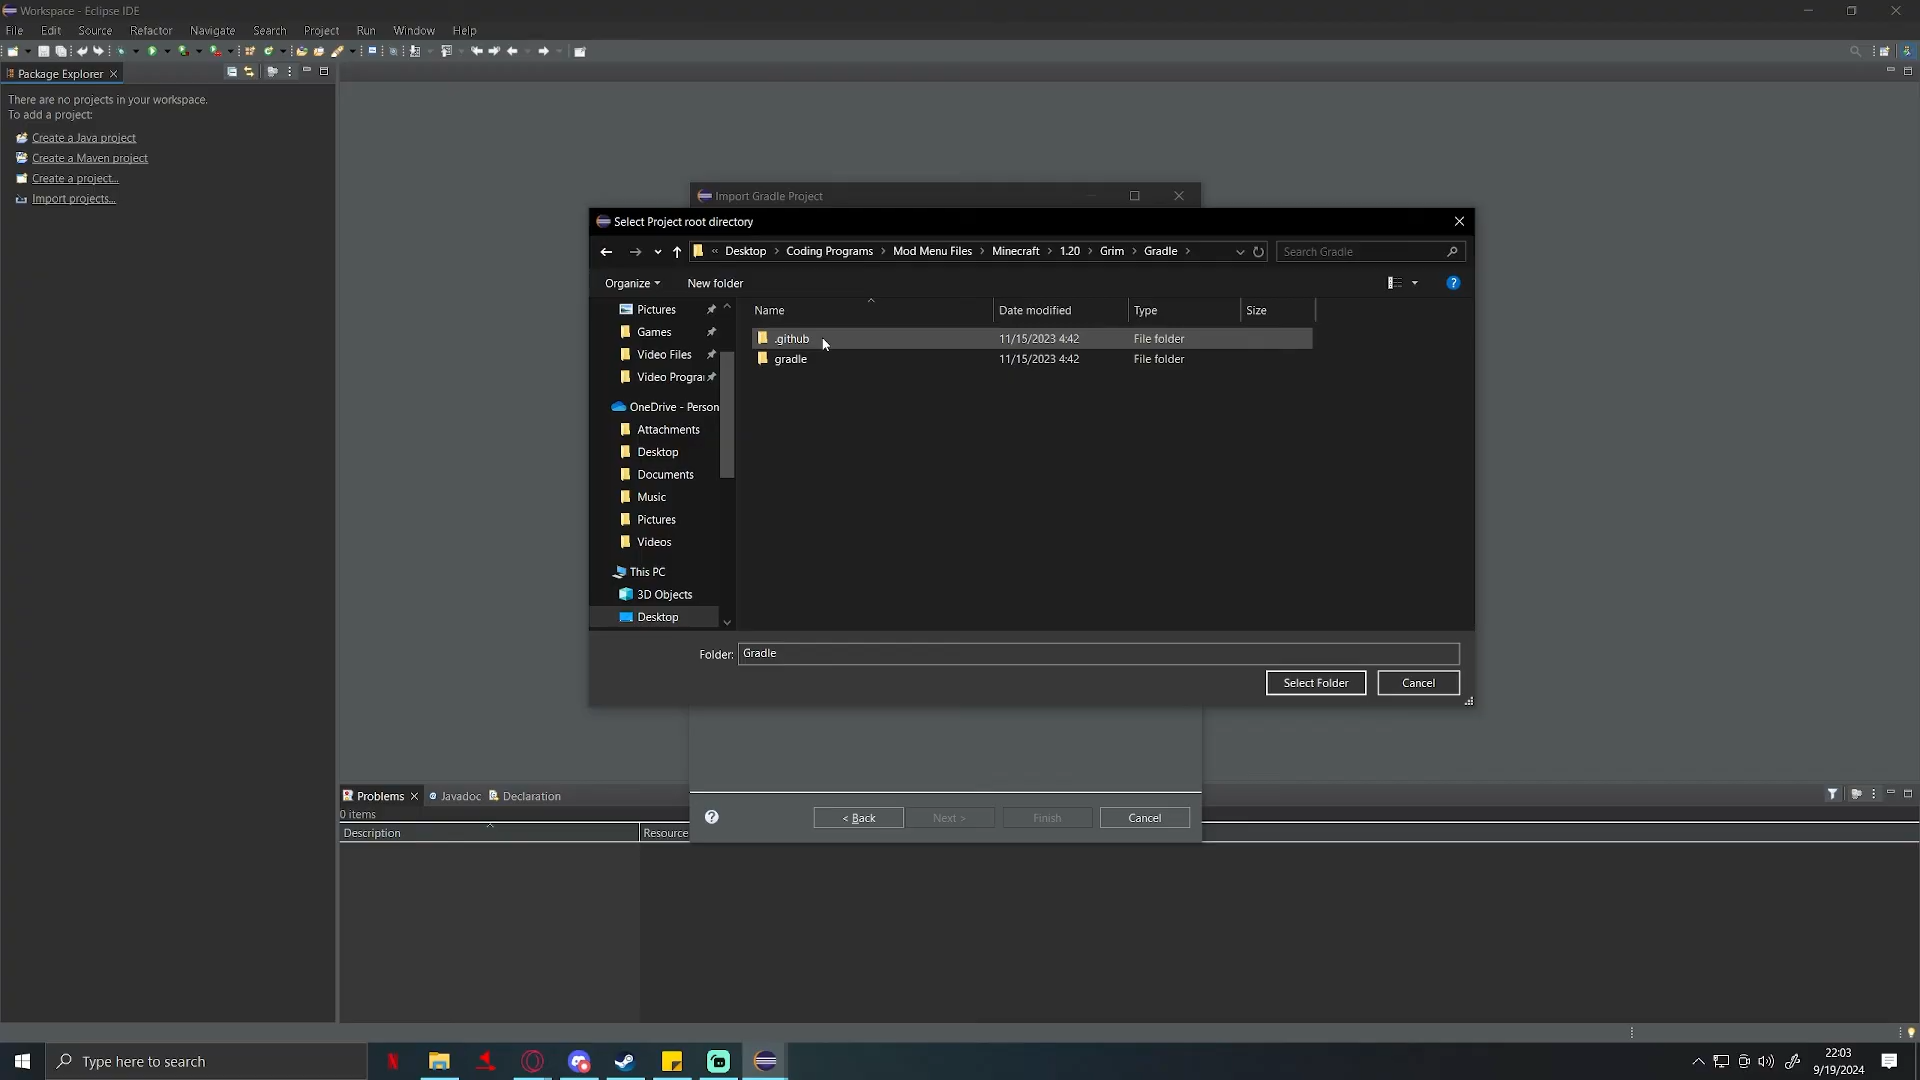 Workspace - Eclipse IDE
File Edit Source Refactor Navigate Search Project Run Window Help
Package Explorer
There are no projects in your workspace.
To add a project:
Create a Java project
Create a Maven project
Create a project...
Import projects...
Import Gradle Project
Select Project root directory
« Desktop > Coding Programs > Mod Menu Files > Minecraft > 1.20 > Grim > Gradle >
Search Gradle
Organize New folder
Name Date modified Type Size
.github 11/15/2023 4:42 File folder
gradle 11/15/2023 4:42 File folder
Pictures
Games
Video Files
Video Progra
OneDrive - Person
Attachments
Desktop
Documents
Music
Pictures
Videos
This PC
3D Objects
Desktop
Folder: Gradle
Select Folder Cancel
< Back Next > Finish Cancel
Problems Javadoc Declaration
0 items
Description Resource
Type here to search
22:03
9/19/2024